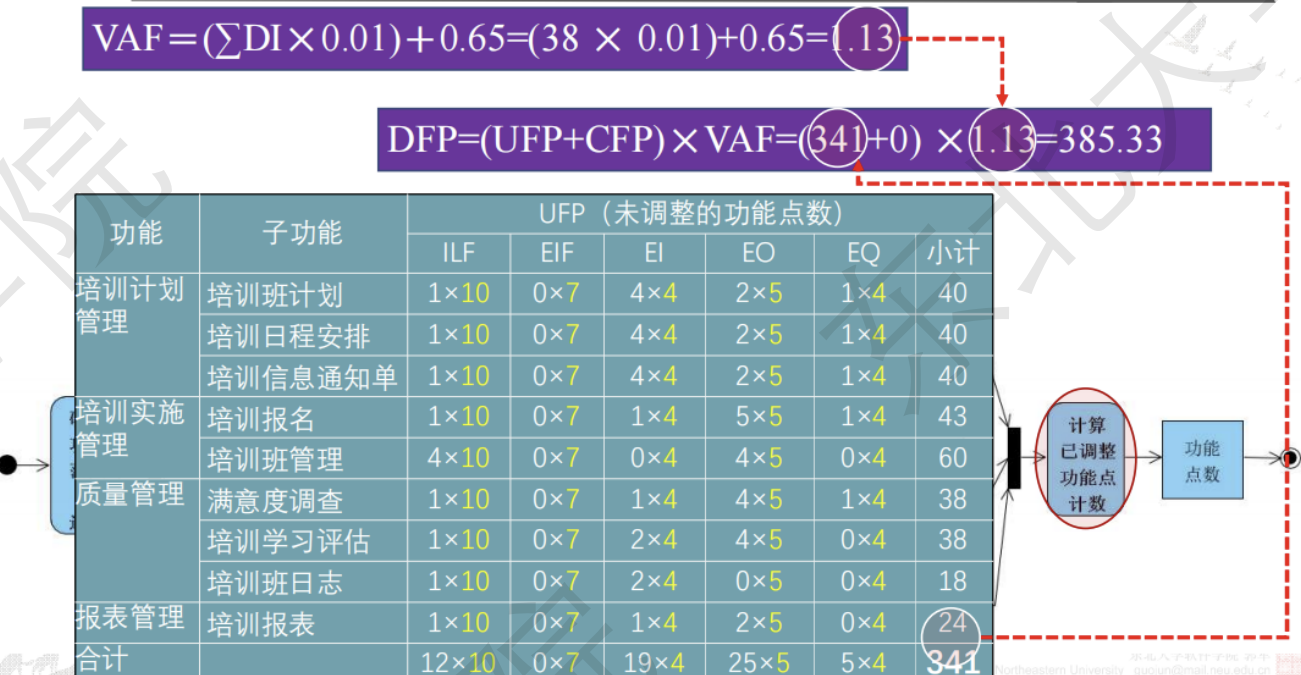 VAF＝(∑DI×0.01)＋0.65=(38 × 0.01)+0.65=1.13
DFP=(UFP+CFP)×VAF=(341+0) ×1.13=385.33
功能 子功能 UFP（未调整的功能点数）
ILF EIF EI EO EQ 小计
培训计划管理 培训班计划 1×10 0×7 4×4 2×5 1×4 40
培训日程安排 1×10 0×7 4×4 2×5 1×4 40
培训信息通知单 1×10 0×7 4×4 2×5 1×4 40
培训实施管理 培训报名 1×10 0×7 1×4 5×5 1×4 43
培训班管理 4×10 0×7 0×4 4×5 0×4 60
质量管理 满意度调查 1×10 0×7 1×4 4×5 1×4 38
培训学习评估 1×10 0×7 2×4 4×5 0×4 38
培训班日志 1×10 0×7 2×4 0×5 0×4 18
报表管理 培训报表 1×10 0×7 1×4 2×5 0×4 24
合计 12×10 0×7 19×4 25×5 5×4 341
计算
已调整
功能点
计数
功能
点数
院
东北大
院
Northeastern University guojun@mail.neu.edu.cn